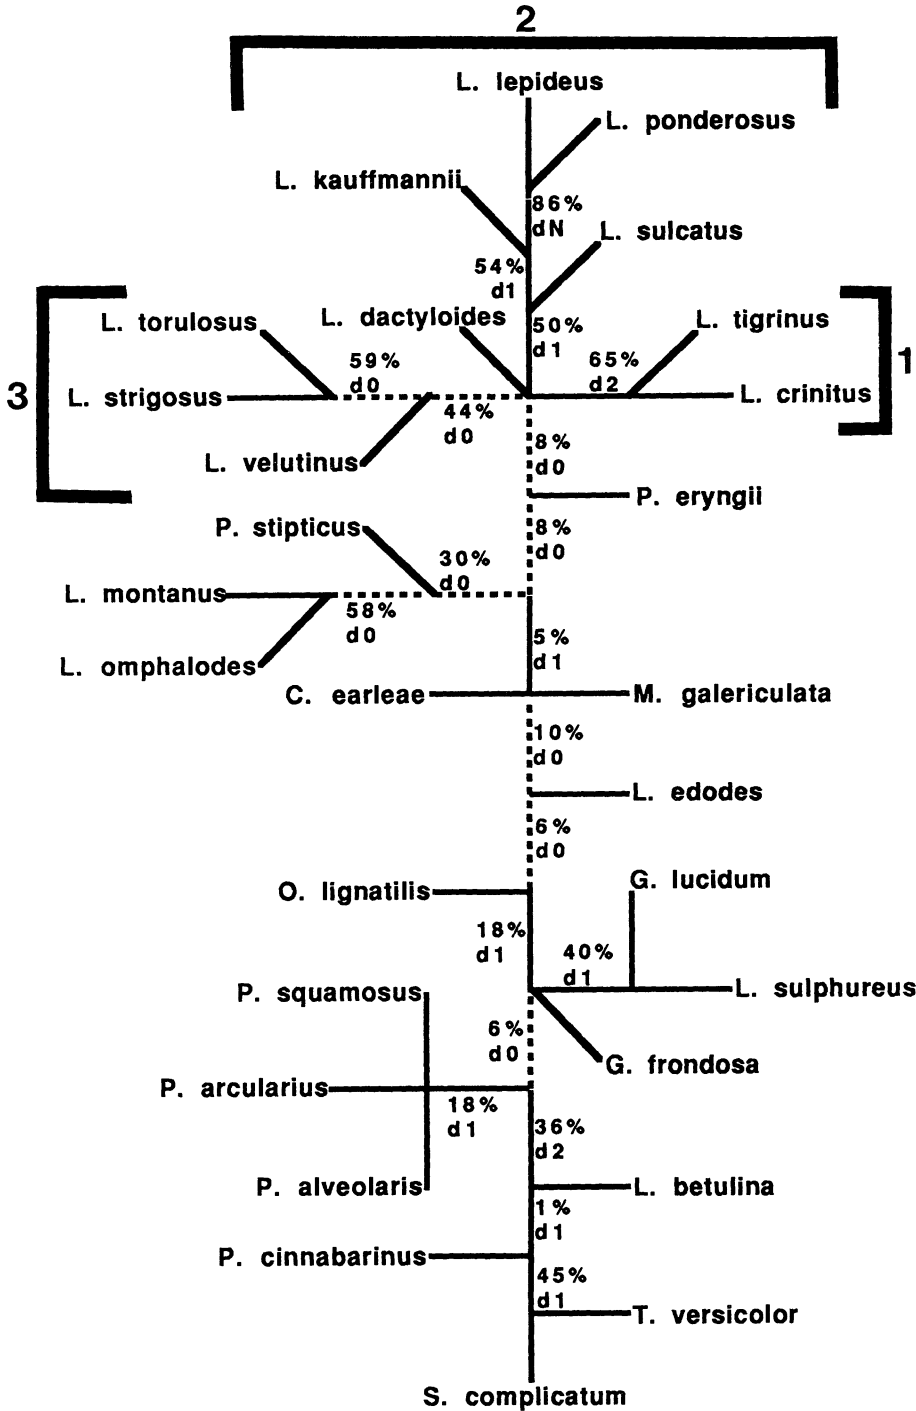 2
L. lepideus
L. ponderosus
L. kauffmannii
86%
dN
L. sulcatus
54%
d1
L. torulosus
L. dactyloides
50%
d1
L. tigrinus
59%
d0
65%
d2
1
3
L. strigosus
L. crinitus
44%
d0
8%
d0
L. velutinus
P. eryngii
P. stipticus
8%
d0
30%
d0
L. montanus
58%
d0
5%
d1
L. omphalodes
C. earleae
M. galericulata
10%
d0
L. edodes
6%
d0
O. lignatilis
G. lucidum
18%
d1
40%
d1
P. squamosus
L. sulphureus
6%
d0
G. frondosa
P. arcularius
18%
d1
36%
d2
P. alveolaris
L. betulina
1%
d1
P. cinnabarinus
45%
d1
T. versicolor
S. complicatum